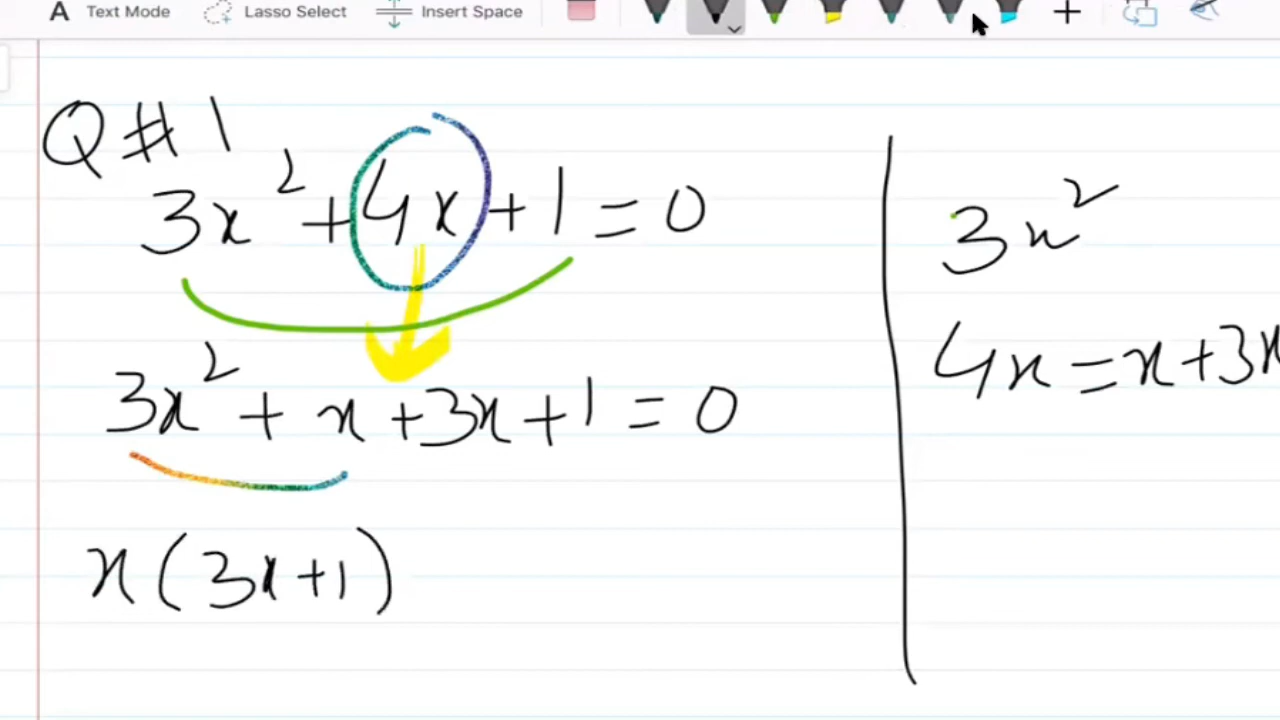 A Text Mode Lasso Select Insert Space
Q # 1
3x² + 4x + 1 = 0
3x² + x + 3x + 1 = 0
x(3x+1)
3x²
4x = x + 3x